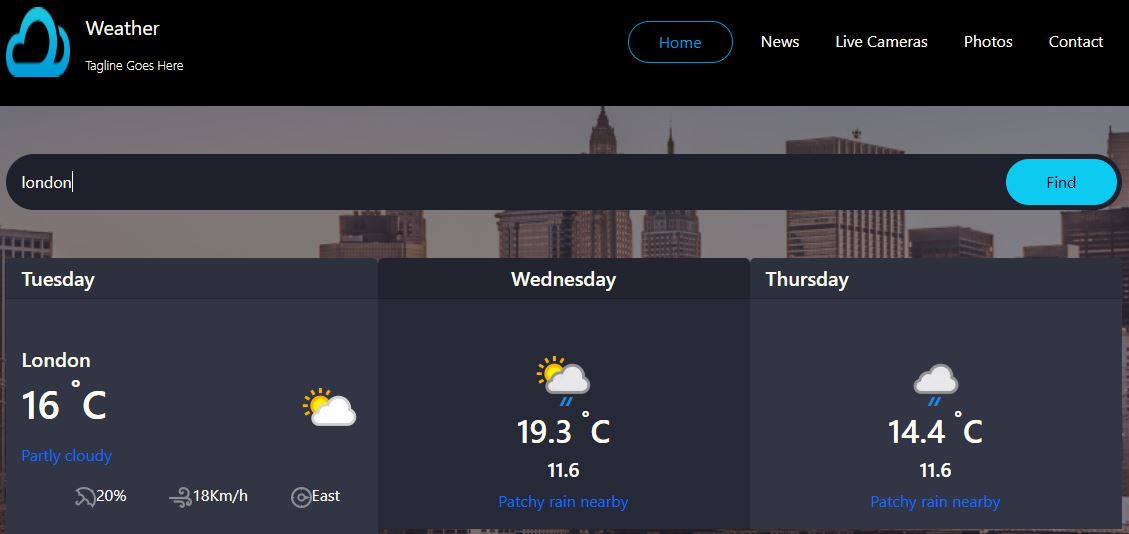 Weather
Tagline Goes Here
Home News Live Cameras Photos Contact
london
Find
Tuesday
London
16 °C
Partly cloudy
20% 18Km/h East
Wednesday
19.3 °C
11.6
Patchy rain nearby
Thursday
14.4 °C
11.6
Patchy rain nearby